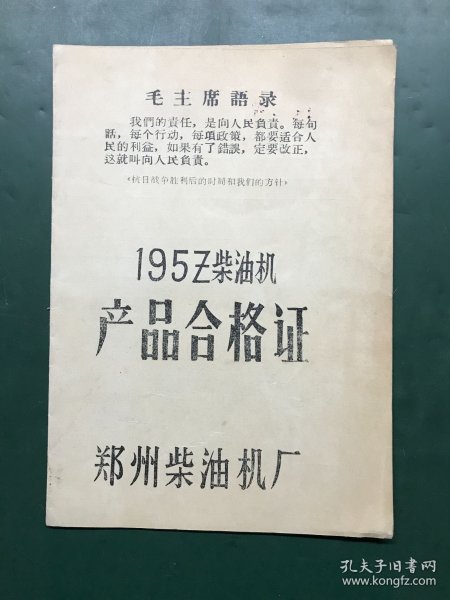 毛主席語录
我們的責任，是向人民負責。每句
話，每个行动，每項政策，都要适合人
民的利益，如果有了錯誤，定要改正，
这就叫向人民負責。
《抗日战争胜利后的时局和我们的方针》
195Z柴油机
产品合格证
郑州柴油机厂
孔夫子旧书网
www.kongfz.com